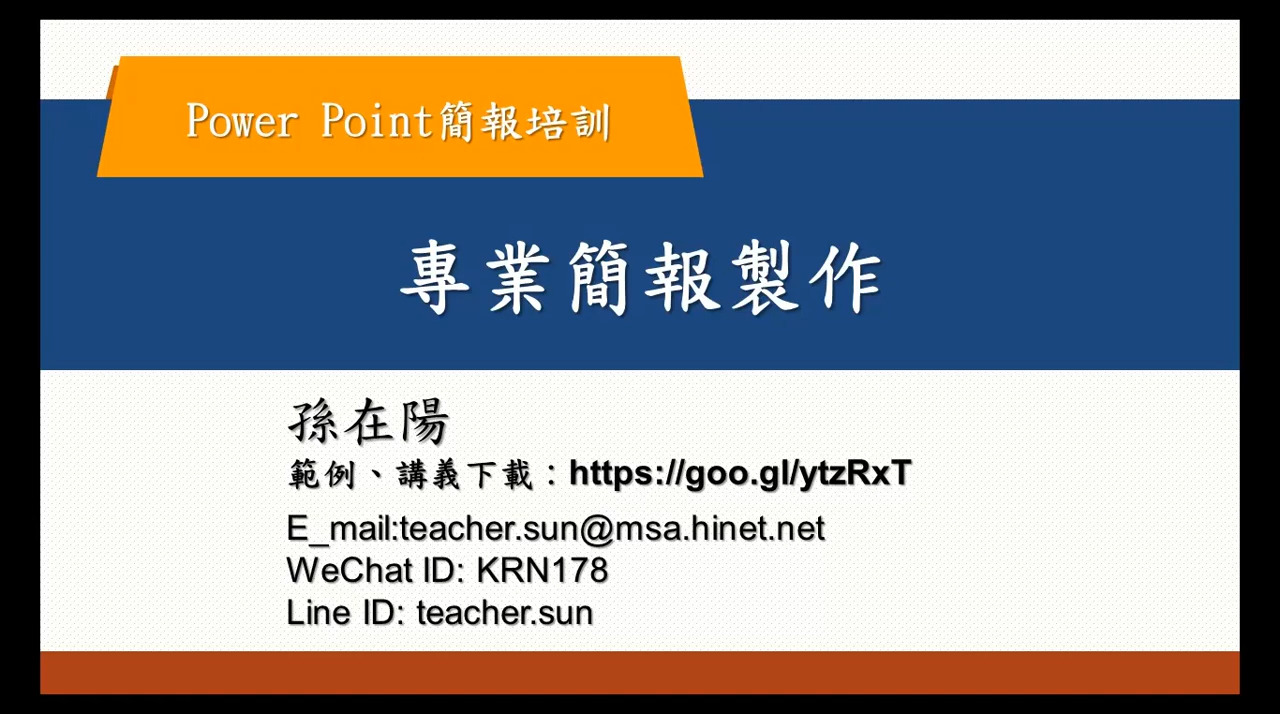 Power Point簡報培訓
專業簡報製作
孫在陽
範例、講義下載：https://goo.gl/ytzRxT
E_mail:teacher.sun@msa.hinet.net
WeChat ID: KRN178
Line ID: teacher.sun